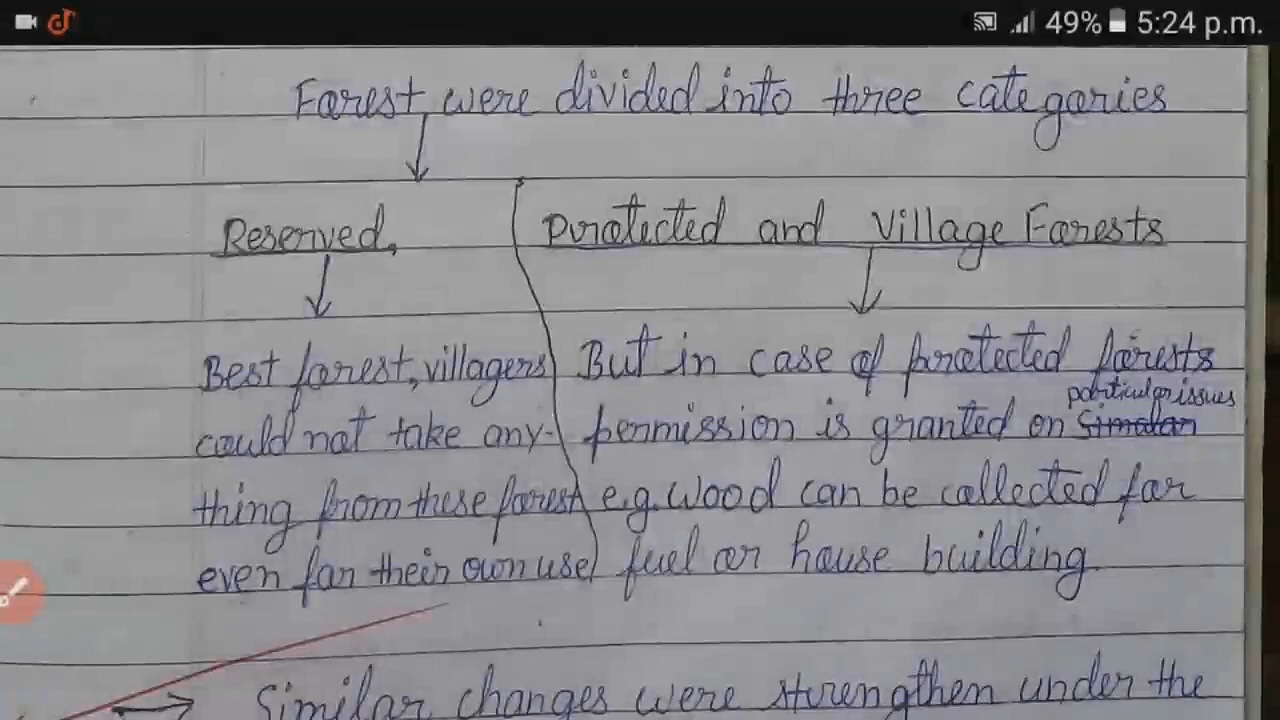 49% 5:24 p.m.
Forest were divided into three categories
Reserved,
Best forest, villagers
could not take any-
thing from these forest
even for their own use
Protected and Village Forests
But in case of protected forests
particular issues
permission is granted on
e.g. wood can be collected for
fuel or house building.
Similar changes were strengthen under the